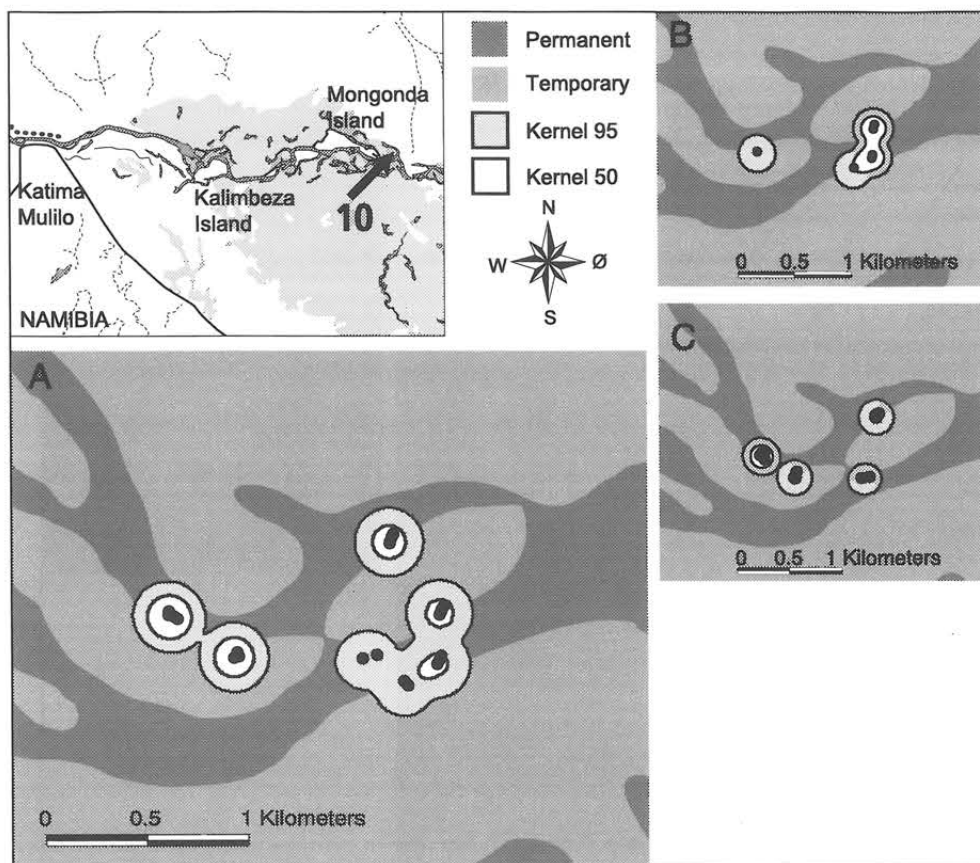 Mongonda
Island
Katima
Mulilo
Kalimbeza
Island
10
NAMIBIA
Permanent
Temporary
Kernel 95
Kernel 50
N
W Ø
S
B
0 0.5 1 Kilometers
C
0 0.5 1 Kilometers
A
0 0.5 1 Kilometers